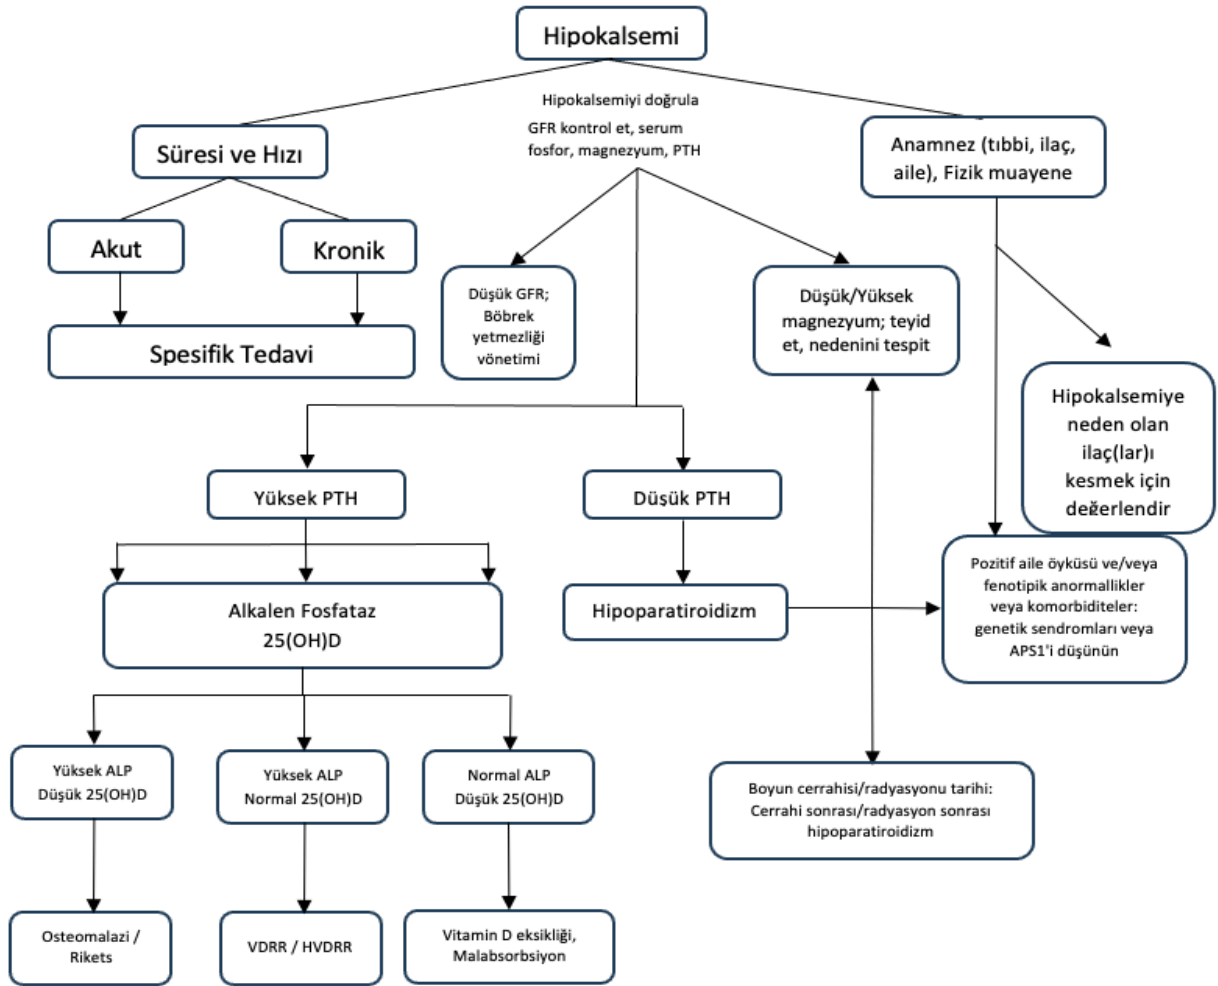 Hipokalsemi
Hipokalsemiyi doğrula
GFR kontrol et, serum
fosfor, magnezyum, PTH
Süresi ve Hızı
Anamnez (tıbbi, ilaç,
aile), Fizik muayene
Akut
Kronik
Spesifik Tedavi
Düşük GFR;
Böbrek
yetmezliği
vönetimi
Düşük/Yüksek
magnezyum; teyid
et, nedenini tespit
Hipokalsemiye
neden olan
ilaç(lar)ı
kesmek için
değerlendir
Yüksek PTH
Düşük PTH
Alkalen Fosfataz
25(OH)D
Hipoparatiroidizm
Pozitif aile öyküsü ve/veya
fenotipik anormallikler
veya komorbiditeler:
genetik sendromları veya
APS1'i düşünün
Yüksek ALP
Düşük 25(OH)D
Yüksek ALP
Normal 25(OH)D
Normal ALP
Düşük 25(OH)D
Boyun cerrahisi/radyasyonu tarihi:
Cerrahi sonrası/radyasyon sonrası
hipoparatiroidizm
Osteomalazi /
Rikets
VDRR / HVDRR
Vitamin D eksikliği,
Malabsorbsiyon